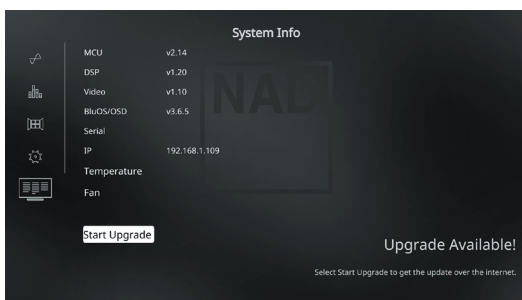 System Info
MCU v2.14
DSP v1.20
Video v1.10
BluOS/OSD v3.6.5
Serial
IP 192.168.1.109
Temperature
Fan
Start Upgrade
NAD
Upgrade Available!
Select Start Upgrade to get the update over the internet.